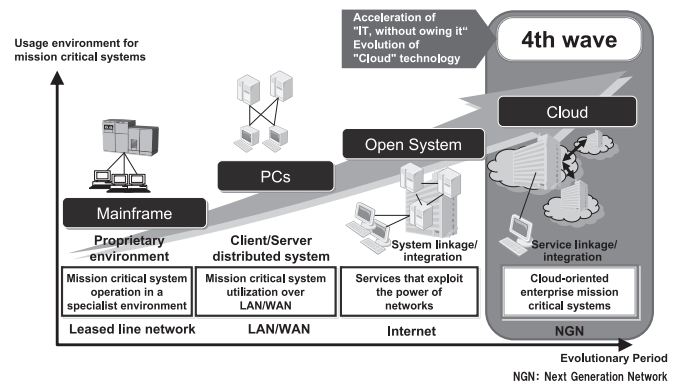 Acceleration of
"IT, without owing it"
Evolution of
"Cloud" technology
4th wave
Usage environment for
mission critical systems
Cloud
Open System
PCs
Mainframe
Proprietary
environment
Client/Server
distributed system
System linkage/
integration
Service linkage/
integration
Mission critical system
operation in a
specialist environment
Mission critical system
utilization over
LAN/WAN
Services that exploit
the power of
networks
Cloud-oriented
enterprise mission
critical systems
Leased line network
LAN/WAN
Internet
NGN
Evolutionary Period
NGN: Next Generation Network